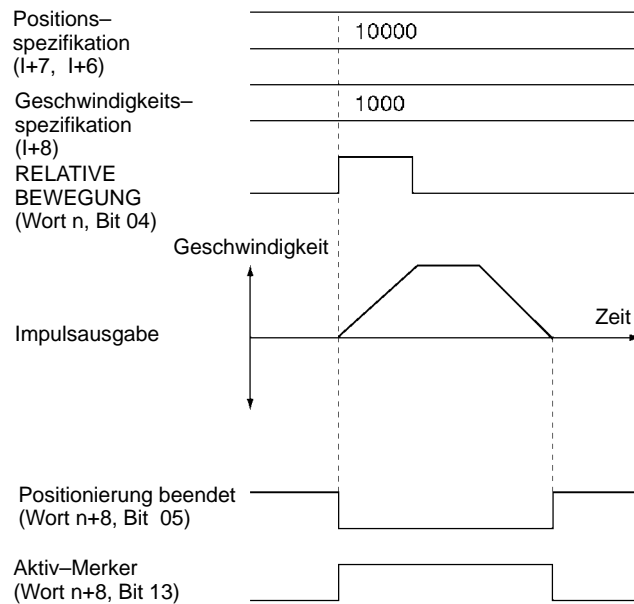 Positions–
spezifikation
(I+7, I+6)
10000
Geschwindigkeits–
spezifikation
(I+8)
1000
RELATIVE
BEWEGUNG
(Wort n, Bit 04)
Geschwindigkeit
Impulsausgabe
Zeit
Positionierung beendet
(Wort n+8, Bit 05)
Aktiv–Merker
(Wort n+8, Bit 13)